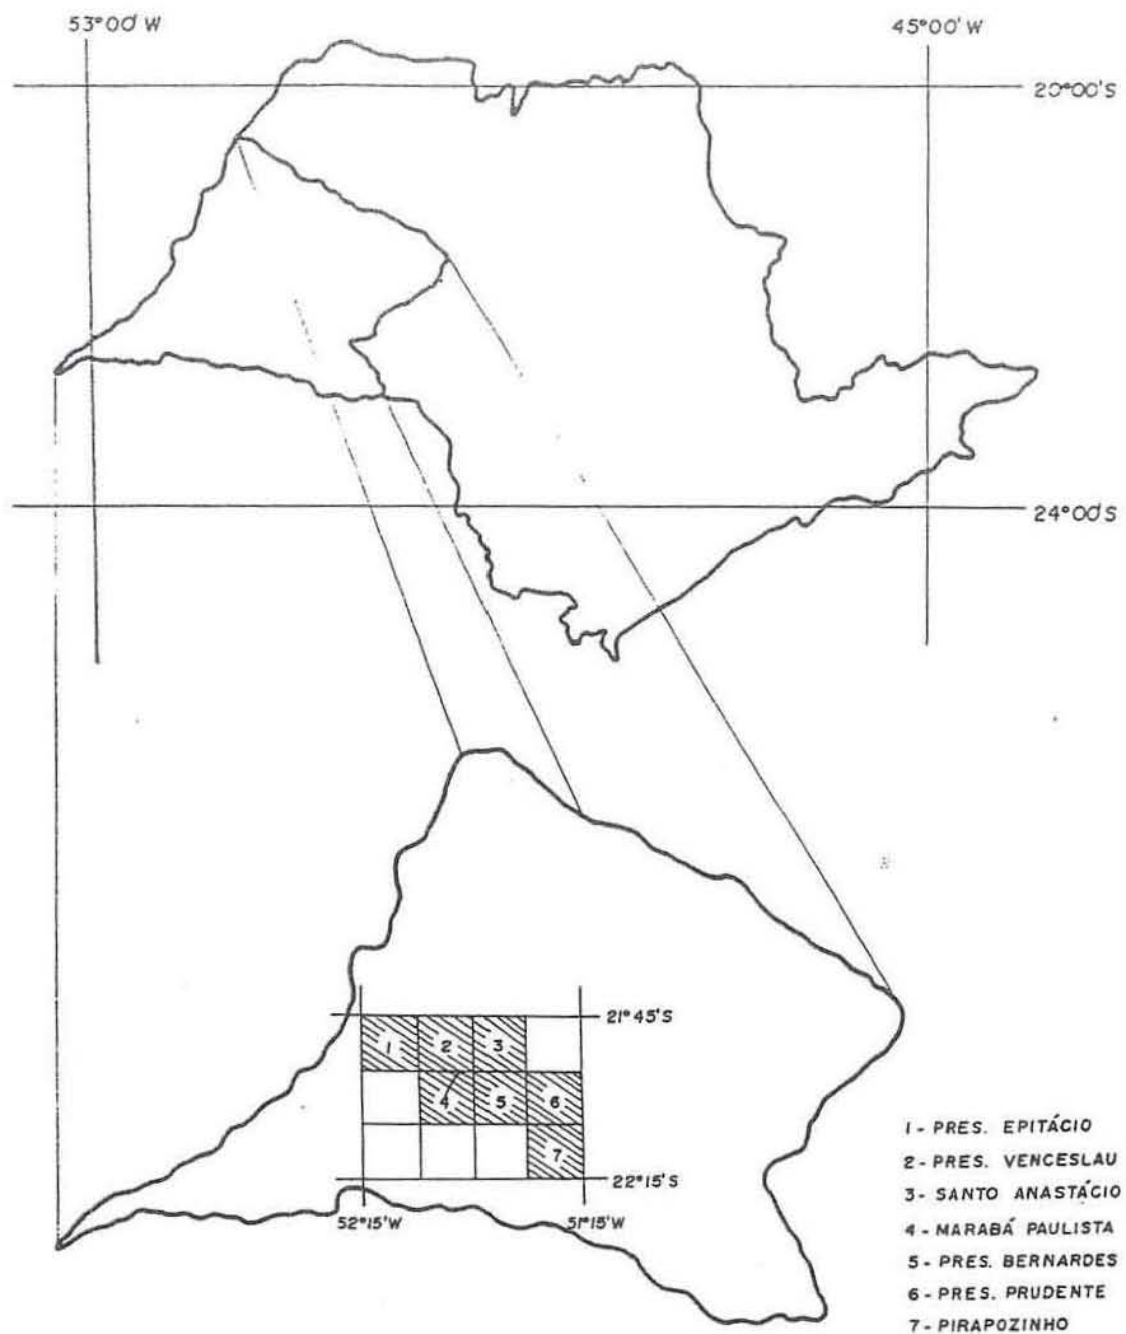 53°00' W
45°00' W
20°00'S
24°00'S
21°45'S
1
2
3
4
5
6
7
22°15'S
52°15'W
51°15'W
1 - PRES. EPITÁCIO
2 - PRES. VENCESLAU
3 - SANTO ANASTÁCIO
4 - MARABÁ PAULISTA
5 - PRES. BERNARDES
6 - PRES. PRUDENTE
7 - PIRAPOZINHO